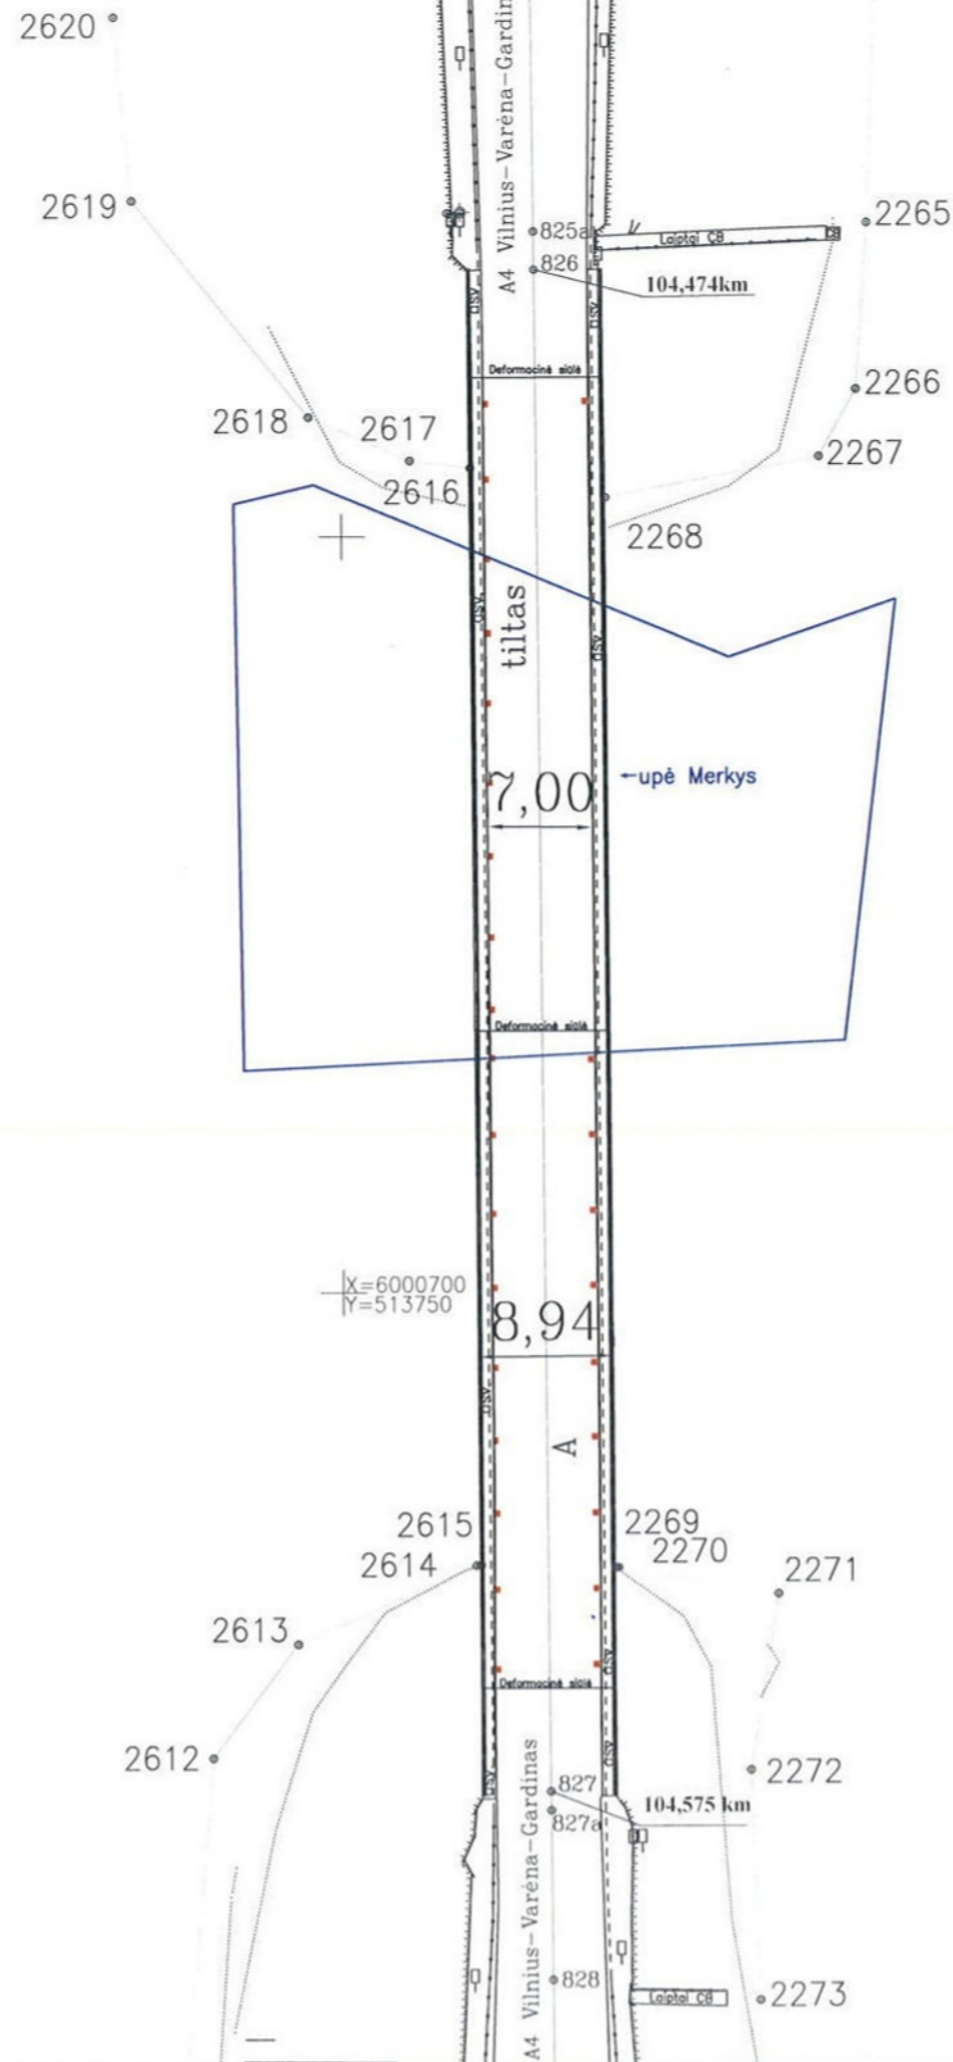 2620
A4 Vilnius-Varėna-Gardin
2619
825a
2265
Laiptai CB
826
104,474km
Deformacinė siūlė
2266
2618
2617
2267
2616
2268
tiltas
7,00
←upė Merkys
Deformacinė siūlė
X=6000700
Y=513750
8,94
A
2615
2269
2614
2270
2271
2613
Deformacinė siūlė
2612
A4 Vilnius-Varėna-Gardinas
827
2272
104,575 km
827a
828
Laiptai CB
2273